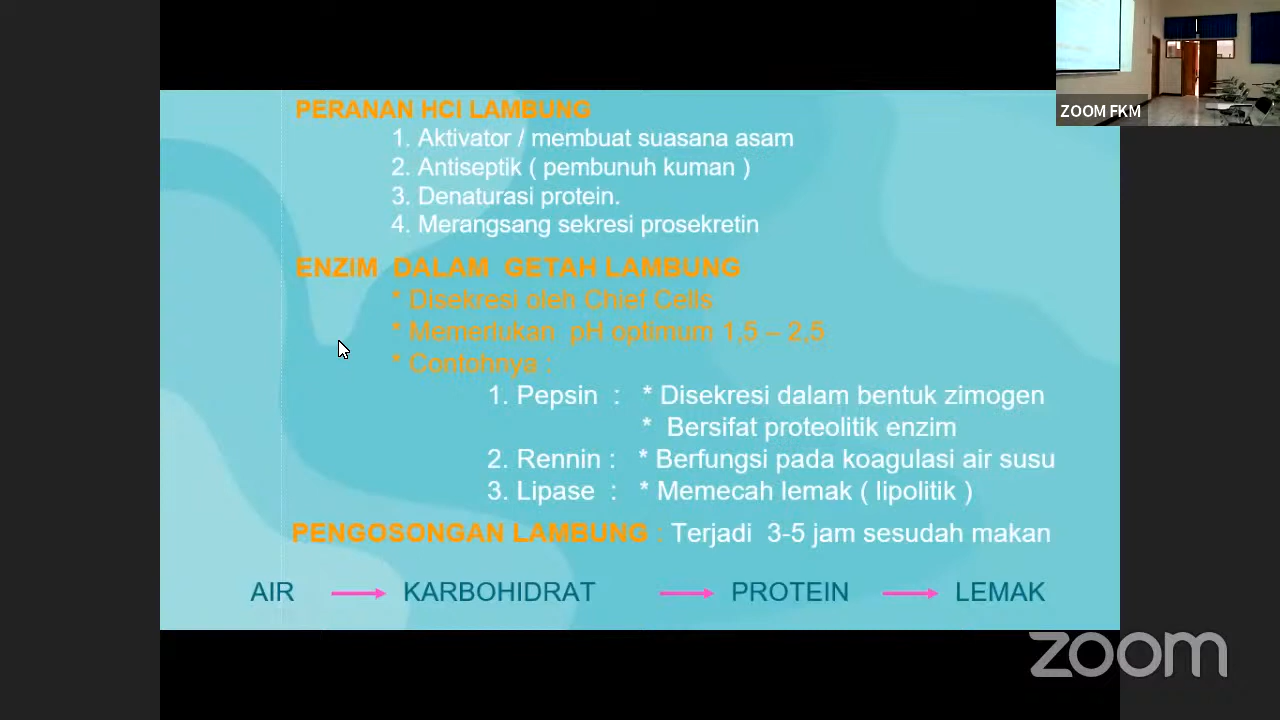 PERANAN HCl LAMBUNG
1. Aktivator / membuat suasana asam
2. Antiseptik ( pembunuh kuman )
3. Denaturasi protein.
4. Merangsang sekresi prosekretin
ENZIM DALAM GETAH LAMBUNG
* Disekresi oleh Chief Cells
* Memerlukan pH optimum 1,5 – 2,5
* Contohnya :
1. Pepsin : * Disekresi dalam bentuk zimogen
* Bersifat proteolitik enzim
2. Rennin : * Berfungsi pada koagulasi air susu
3. Lipase : * Memecah lemak ( lipolitik )
PENGOSONGAN LAMBUNG : Terjadi 3-5 jam sesudah makan
AIR → KARBOHIDRAT → PROTEIN → LEMAK
ZOOM FKM
zoom